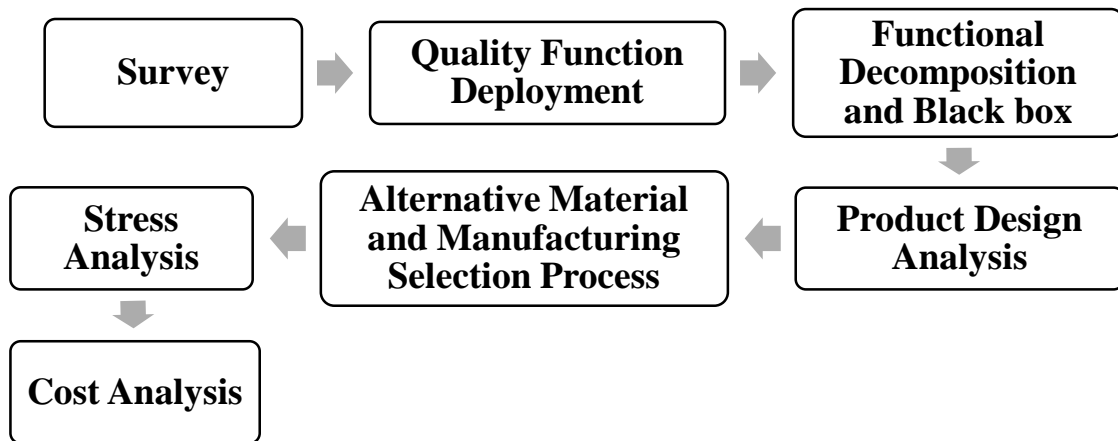 Survey
Quality Function
Deployment
Functional
Decomposition
and Black box
Product Design
Analysis
Alternative Material
and Manufacturing
Selection Process
Stress
Analysis
Cost Analysis